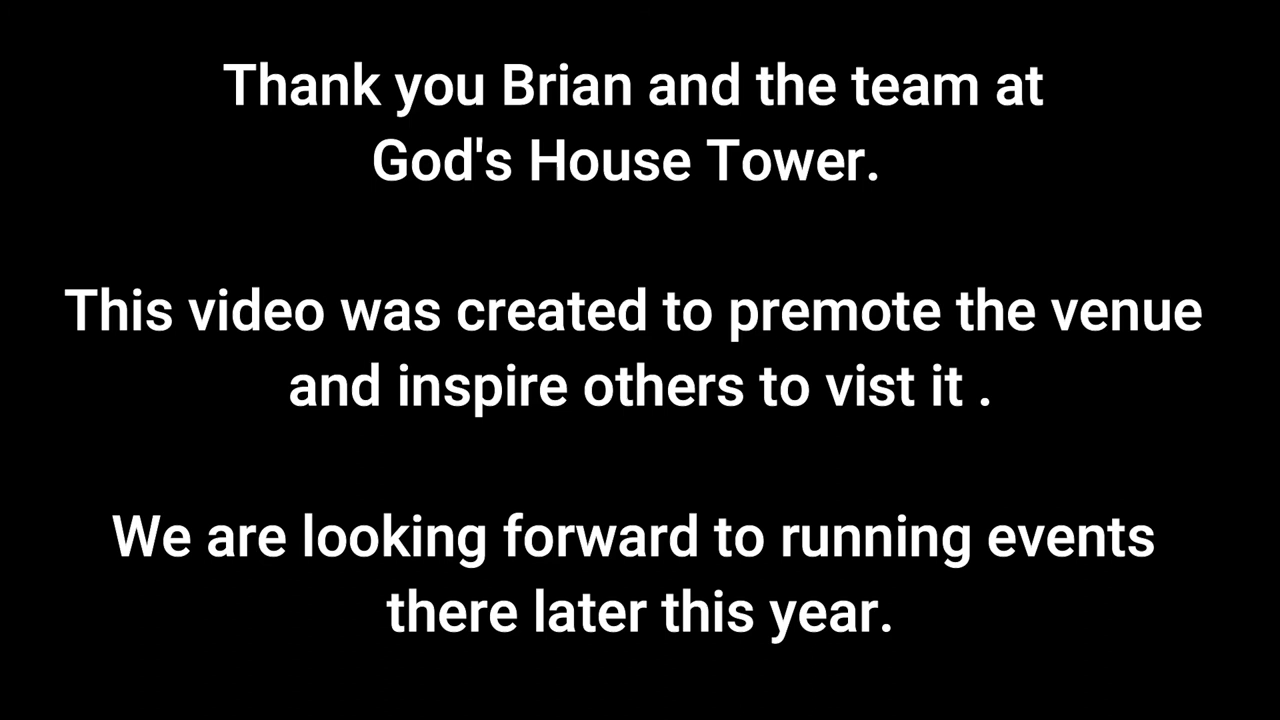 Thank you Brian and the team at
God's House Tower.
This video was created to premote the venue
and inspire others to vist it .
We are looking forward to running events
there later this year.